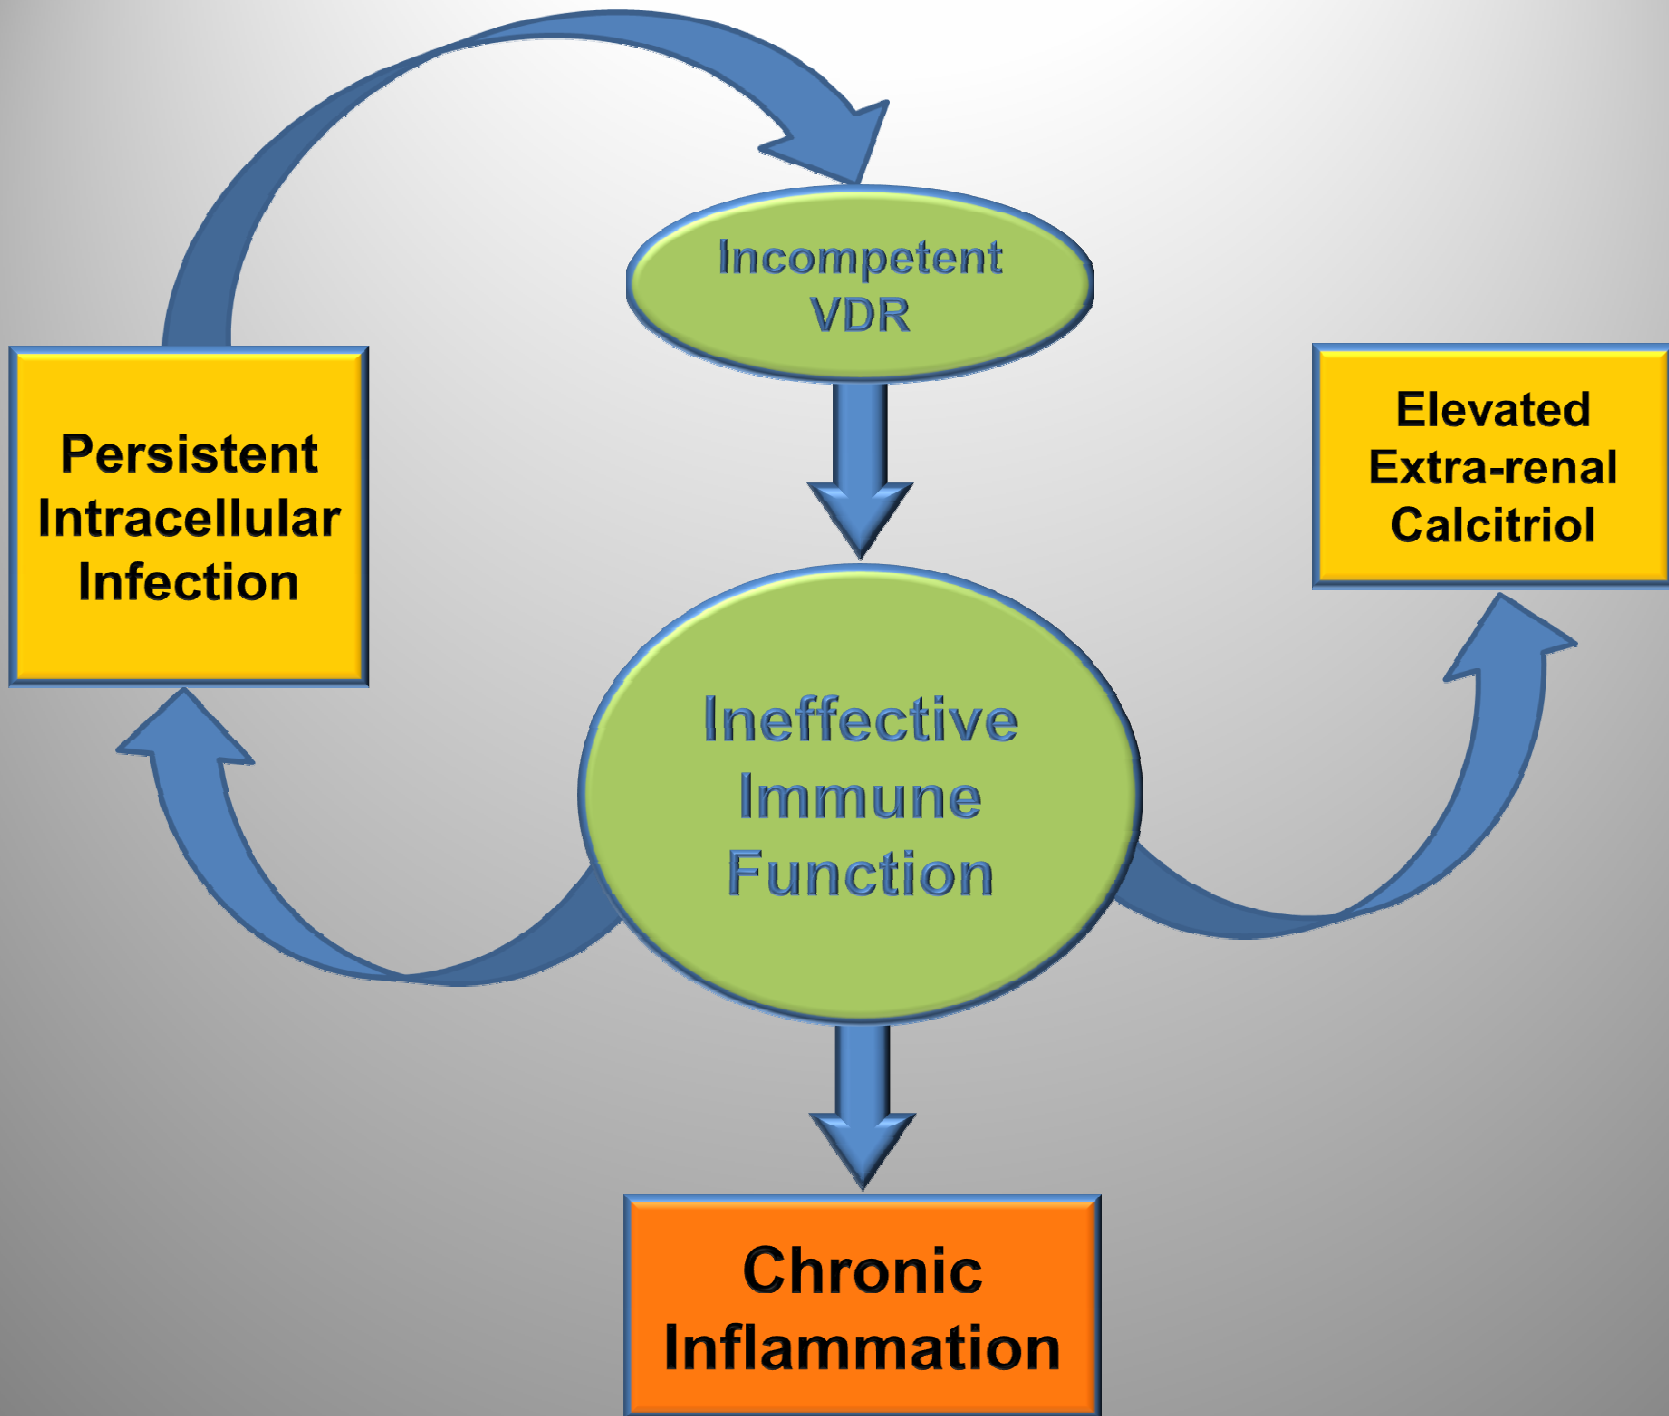 Incompetent
VDR
Persistent
Intracellular
Infection
Elevated
Extra-renal
Calcitriol
Ineffective
Immune
Function
Chronic
Inflammation